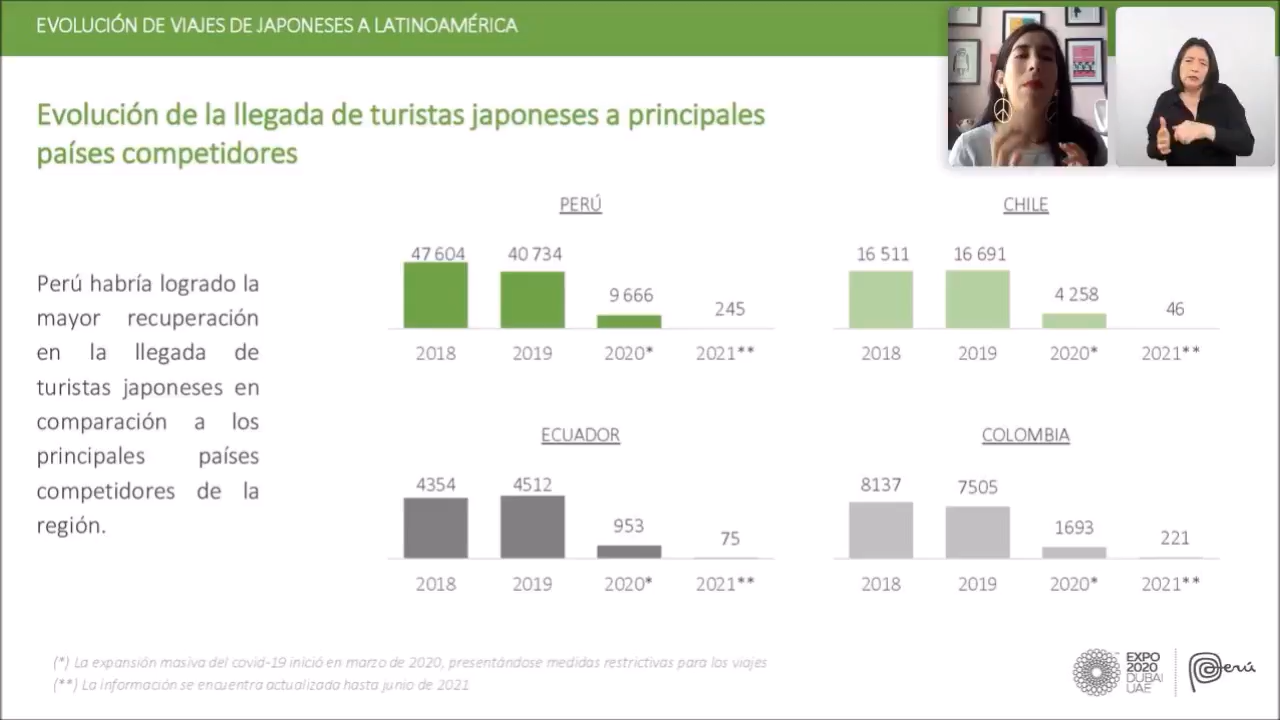 EVOLUCIÓN DE VIAJES DE JAPONESES A LATINOAMÉRICA
Evolución de la llegada de turistas japoneses a principales
países competidores
Perú habría logrado la
mayor recuperación
en la llegada de
turistas japoneses en
comparación a los
principales países
competidores de la
región.
PERÚ
47 604 40 734 9 666 245
2018 2019 2020* 2021**
CHILE
16 511 16 691 4 258 46
2018 2019 2020* 2021**
ECUADOR
4354 4512 953 75
2018 2019 2020* 2021**
COLOMBIA
8137 7505 1693 221
2018 2019 2020* 2021**
(*) La expansión masiva del covid-19 inició en marzo de 2020, presentándose medidas restrictivas para los viajes
(**) La información se encuentra actualizada hasta junio de 2021
EXPO
2020
DUBAI
UAE
Perú